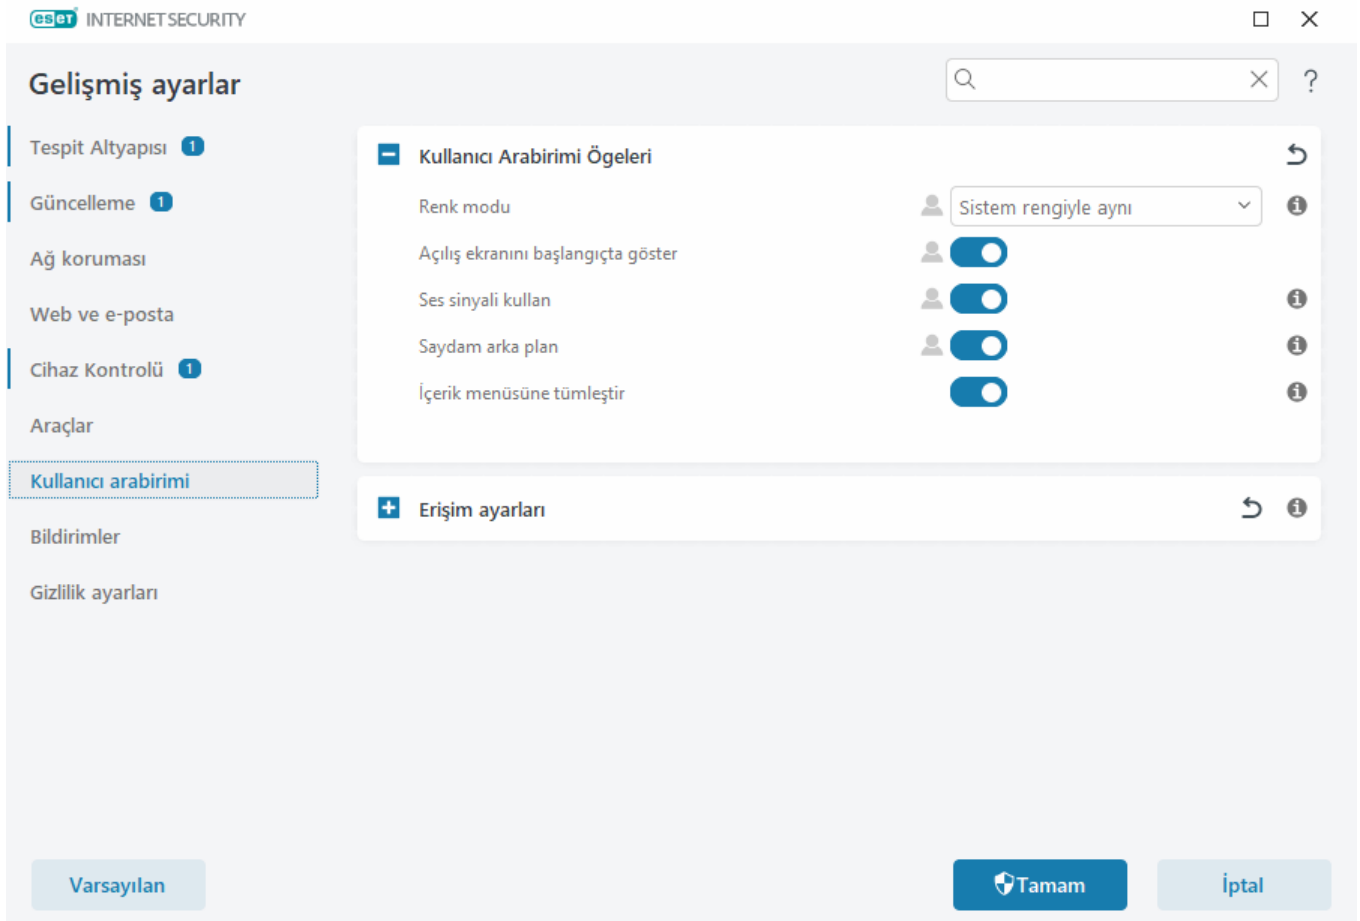 eset INTERNET SECURITY
Gelişmiş ayarlar
?
Tespit Altyapısı 1
Güncelleme 1
Ağ koruması
Web ve e-posta
Cihaz Kontrolü 1
Araçlar
Kullanıcı arabirimi
Bildirimler
Gizlilik ayarları
Kullanıcı Arabirimi Ögeleri
Renk modu
Sistem rengiyle aynı
Açılış ekranını başlangıçta göster
Ses sinyali kullan
Saydam arka plan
İçerik menüsüne tümleştir
Erişim ayarları
Varsayılan
Tamam
İptal